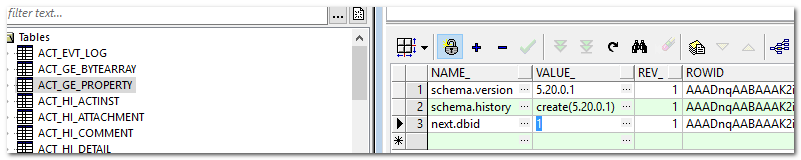 filter text...
...
Tables
ACT_EVT_LOG
ACT_GE_BYTEARRAY
ACT_GE_PROPERTY
ACT_HI_ACTINST
ACT_HI_ATTACHMENT
ACT_HI_COMMENT
ACT_HI_DETAIL
NAME_ VALUE_ REV_ ROWID
1 schema.version ... 5.20.0.1 ... 1 AAADnqAABAAAK2i
2 schema.history ... create(5.20.0.1) ... 1 AAADnqAABAAAK2i
3 next.dbid ... 1 ... 1 AAADnqAABAAAK2i
... ...